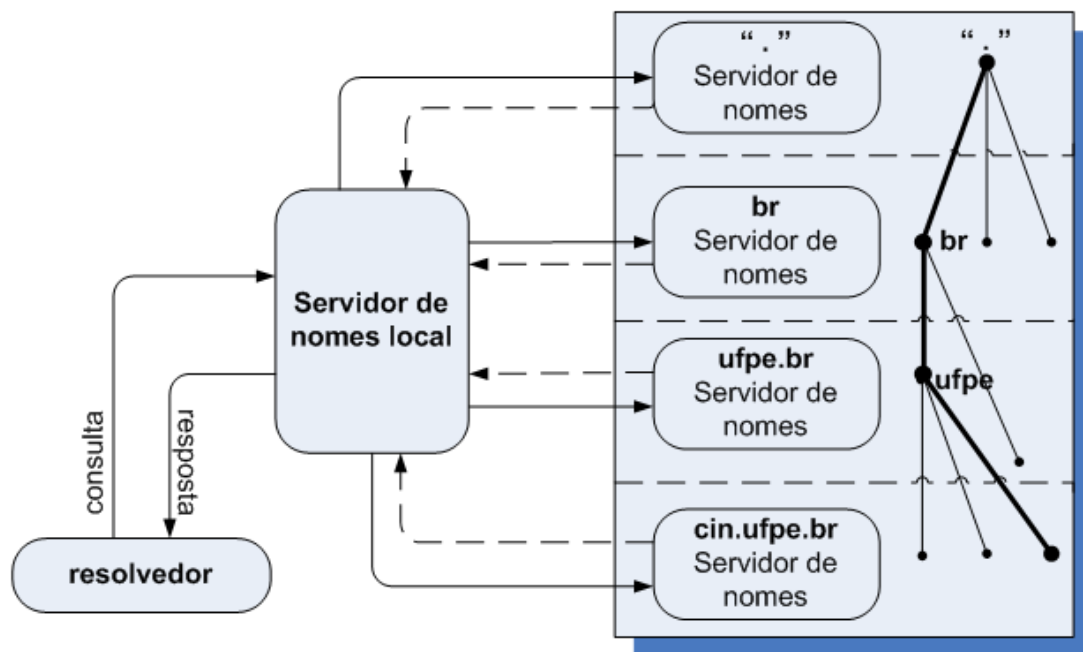 “ . ”
Servidor de
nomes
“ . ”
br
Servidor de
nomes
br
Servidor de
nomes local
ufpe.br
Servidor de
nomes
ufpe
consulta
resposta
cin.ufpe.br
Servidor de
nomes
resolvedor